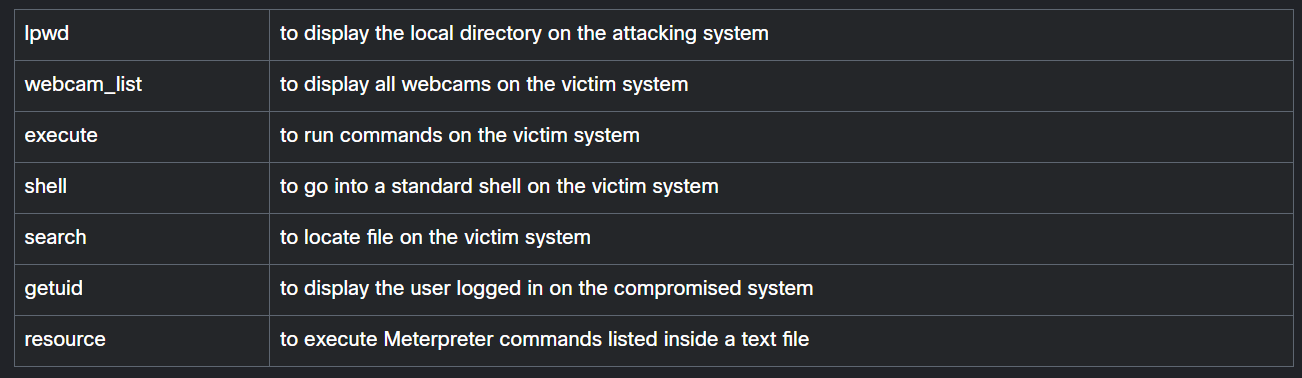 lpwd to display the local directory on the attacking system
webcam_list to display all webcams on the victim system
execute to run commands on the victim system
shell to go into a standard shell on the victim system
search to locate file on the victim system
getuid to display the user logged in on the compromised system
resource to execute Meterpreter commands listed inside a text file